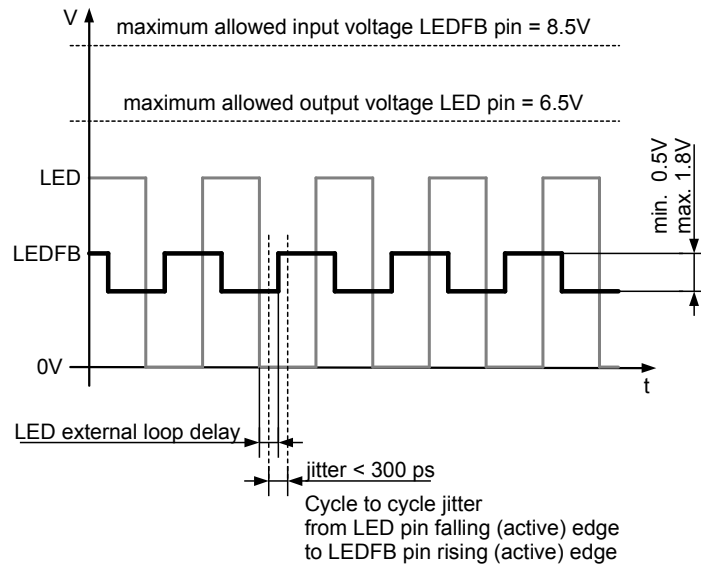 V
maximum allowed input voltage LEDFB pin = 8.5V
maximum allowed output voltage LED pin = 6.5V
LED
min. 0.5V
max. 1.8V
LEDFB
0V
t
LED external loop delay
jitter < 300 ps
Cycle to cycle jitter
from LED pin falling (active) edge
to LEDFB pin rising (active) edge